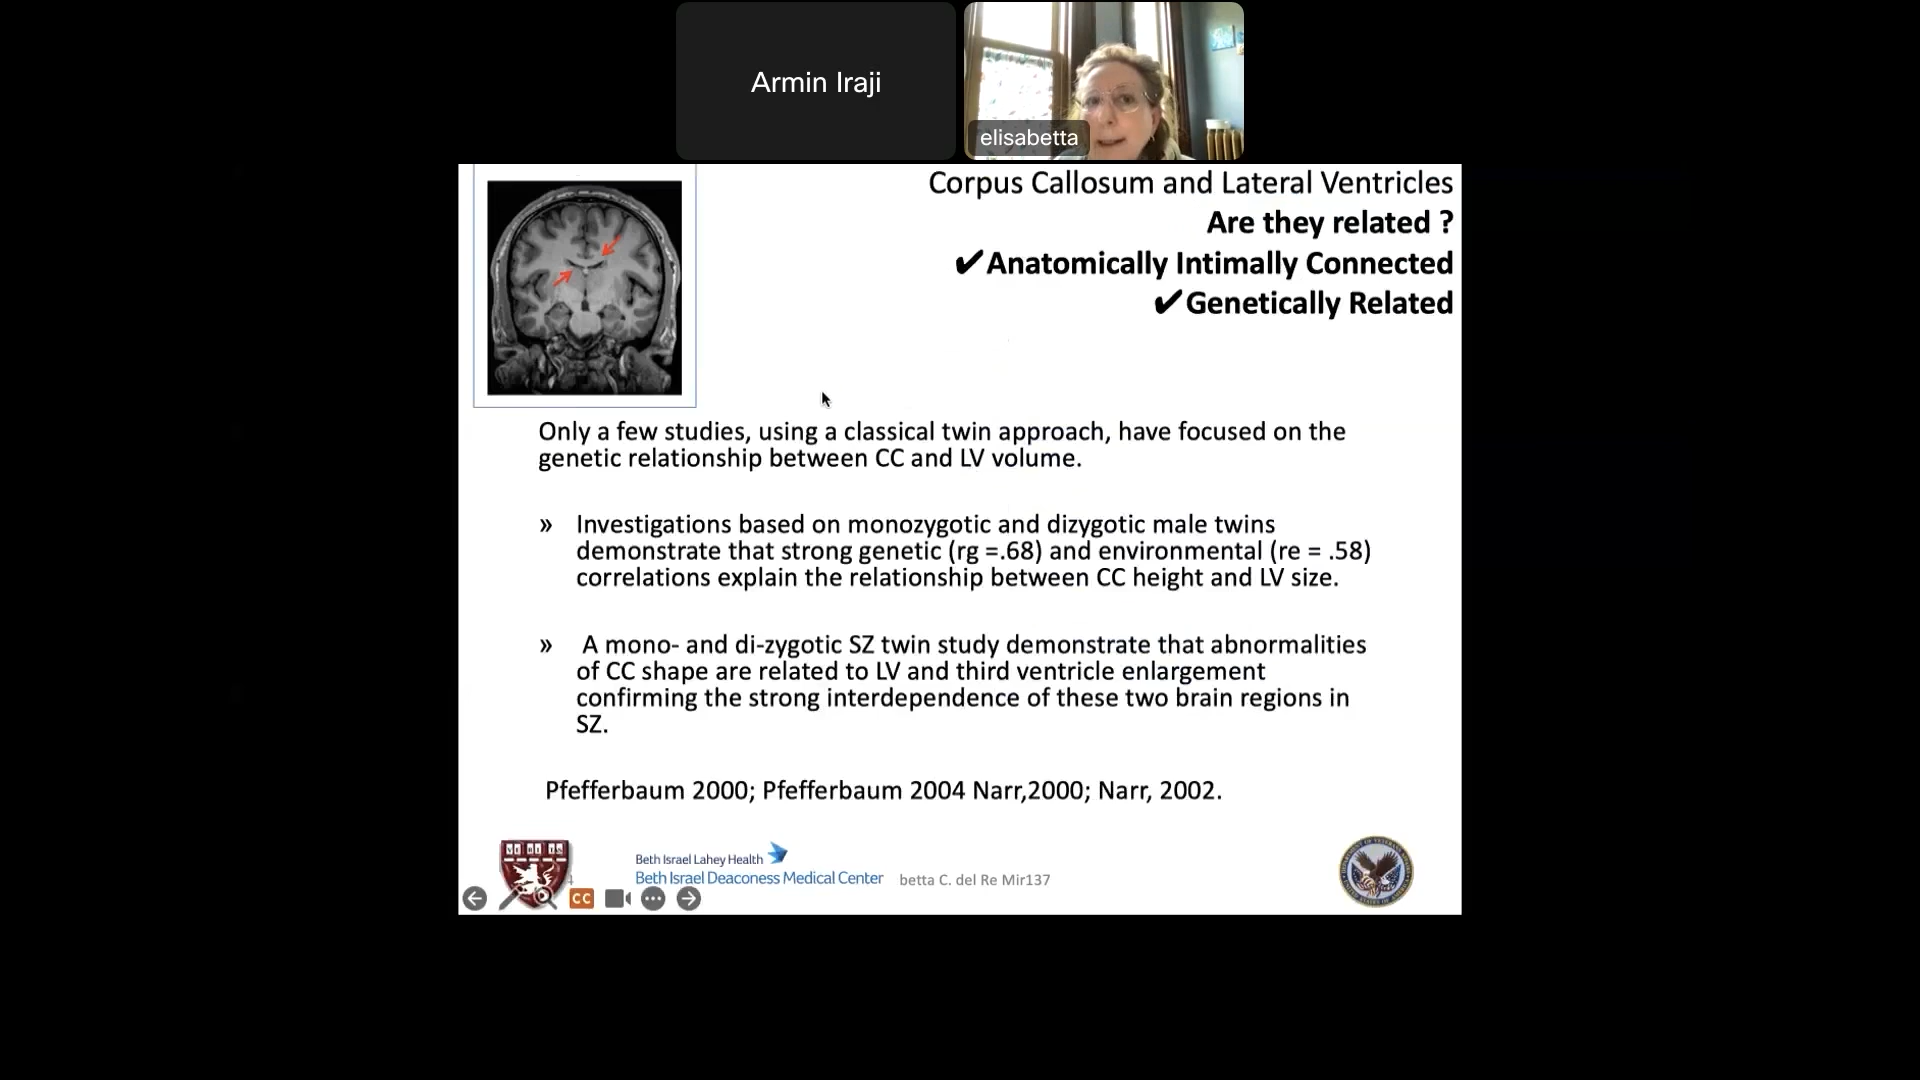 Armin Iraji
elisabetta
Corpus Callosum and Lateral Ventricles
Are they related ?
✔Anatomically Intimally Connected
✔Genetically Related
Only a few studies, using a classical twin approach, have focused on the
genetic relationship between CC and LV volume.
» Investigations based on monozygotic and dizygotic male twins
demonstrate that strong genetic (rg =.68) and environmental (re = .58)
correlations explain the relationship between CC height and LV size.
» A mono- and di-zygotic SZ twin study demonstrate that abnormalities
of CC shape are related to LV and third ventricle enlargement
confirming the strong interdependence of these two brain regions in
SZ.
Pfefferbaum 2000; Pfefferbaum 2004 Narr,2000; Narr, 2002.
Beth Israel Lahey Health
Beth Israel Deaconess Medical Center
betta C. del Re Mir137
CC